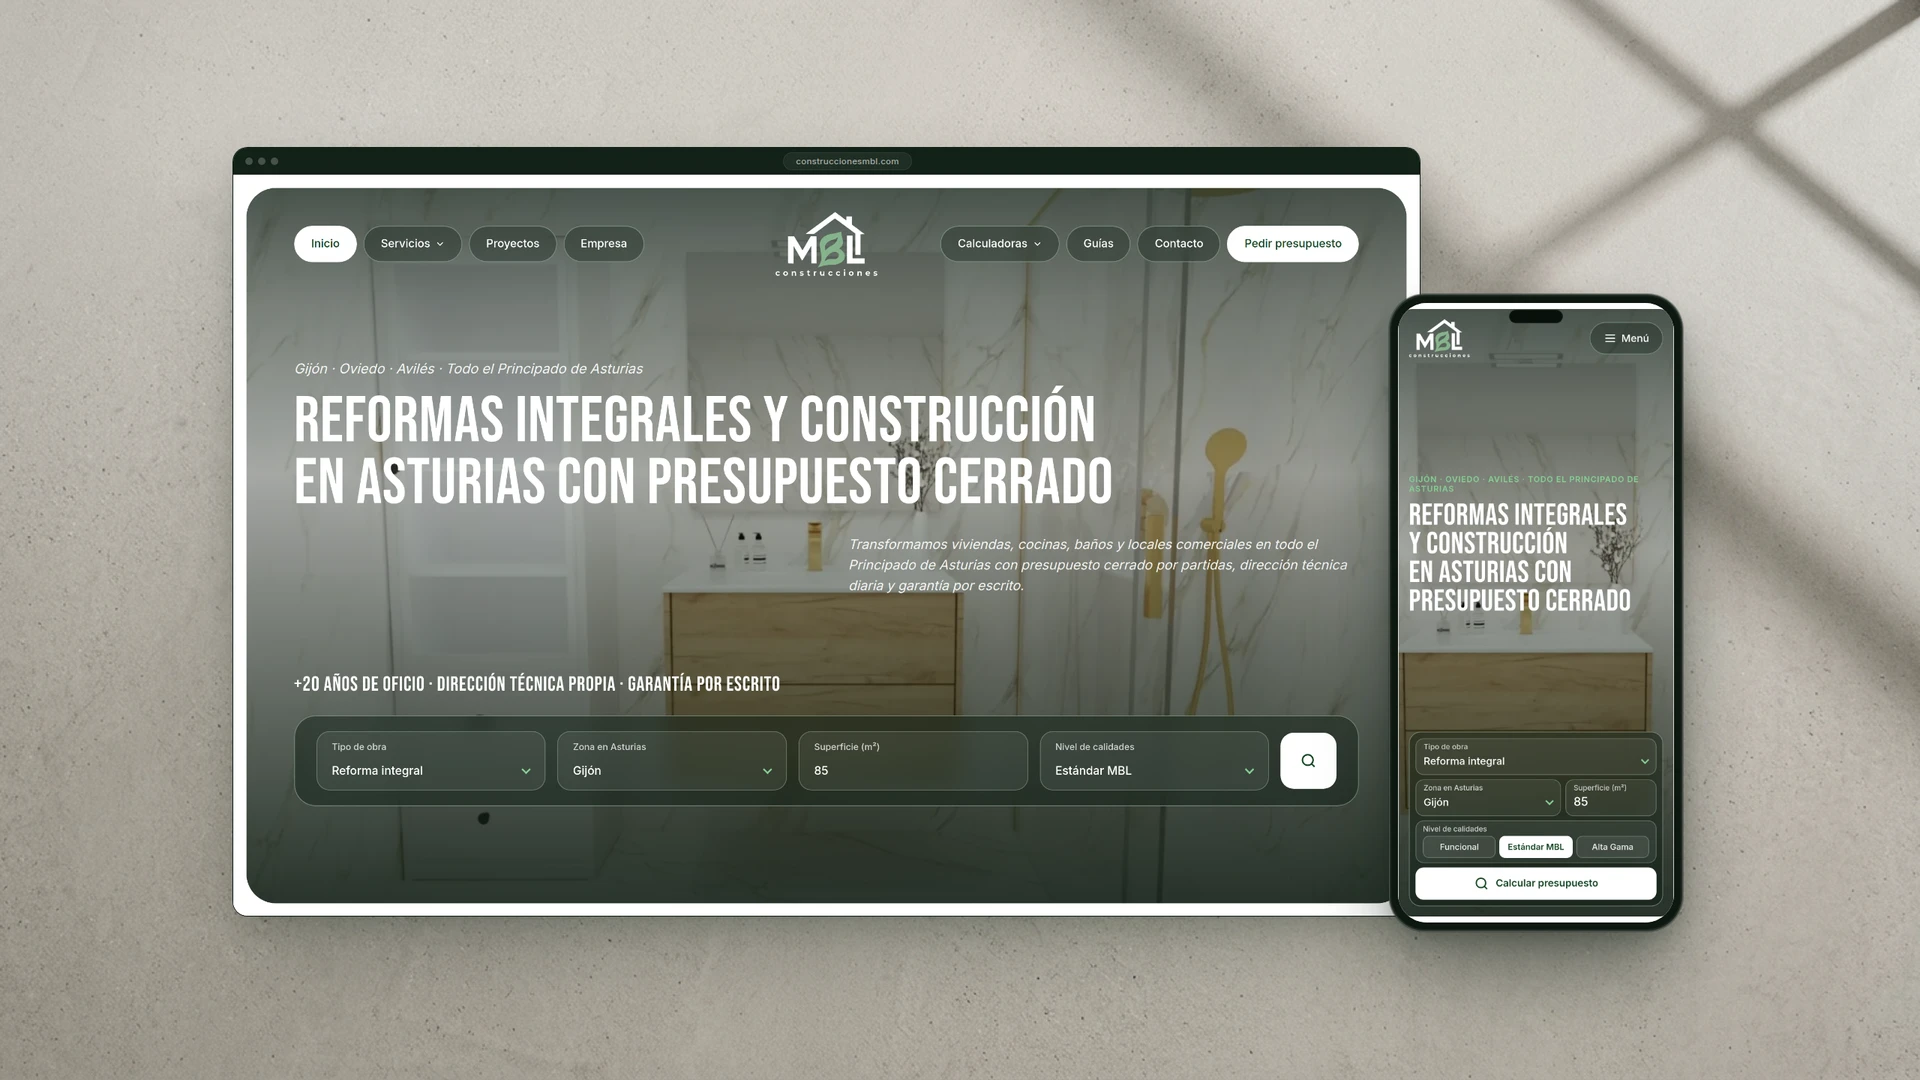 construccionesmbl.com
Inicio
Servicios
Proyectos
Empresa
MBL
construcciones
Calculadoras
Guías
Contacto
Pedir presupuesto
Gijón · Oviedo · Avilés · Todo el Principado de Asturias
REFORMAS INTEGRALES Y CONSTRUCCIÓN
EN ASTURIAS CON PRESUPUESTO CERRADO
Transformamos viviendas, cocinas, baños y locales comerciales en todo el
Principado de Asturias con presupuesto cerrado por partidas, dirección técnica
diaria y garantía por escrito.
+20 AÑOS DE OFICIO · DIRECCIÓN TÉCNICA PROPIA · GARANTÍA POR ESCRITO
Tipo de obra
Reforma integral
Zona en Asturias
Gijón
Superficie (m²)
85
Nivel de calidades
Estándar MBL
MBL
construcciones
Menú
GIJÓN · OVIEDO · AVILÉS · TODO EL PRINCIPADO DE
ASTURIAS
REFORMAS INTEGRALES
Y CONSTRUCCIÓN
EN ASTURIAS CON
PRESUPUESTO CERRADO
Tipo de obra
Reforma integral
Zona en Asturias
Gijón
Superficie (m²)
85
Nivel de calidades
Funcional
Estándar MBL
Alta Gama
Calcular presupuesto